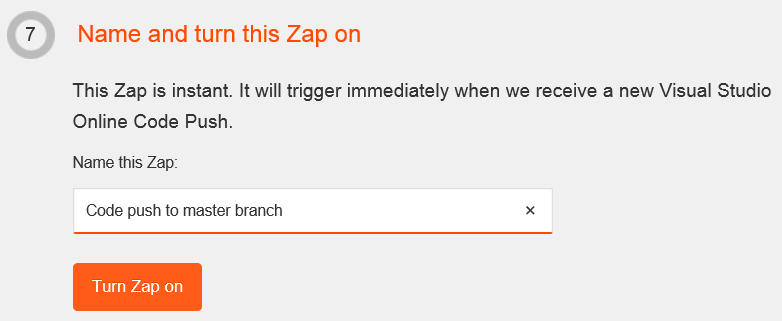 7
Name and turn this Zap on
This Zap is instant. It will trigger immediately when we receive a new Visual Studio
Online Code Push.
Name this Zap:
Code push to master branch
Turn Zap on